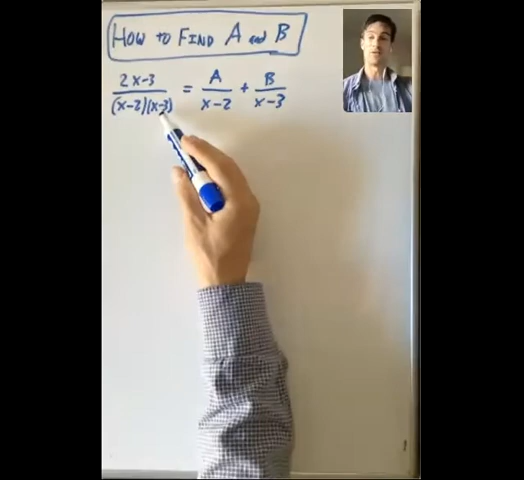 HOW TO FIND A AND B
2x-3 / (x-2)(x-3) = A / x-2 + B / x-3